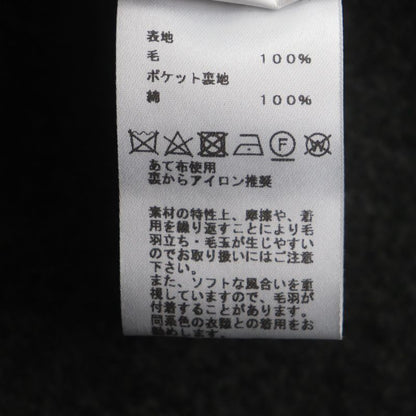 表地
毛 100%
ポケット裏地
綿 100%
F
W
あて布使用
裏からアイロン推奨
素材の特性上、摩擦や、着
用を繰り返すことにより毛
羽立ち・毛玉が生じやすい
のでお取り扱いにはご注意
下さい。
また、ソフトな風合いを重
視していますので、毛羽が
付着することがあります。
同系色の衣類との着用をお
勧めします